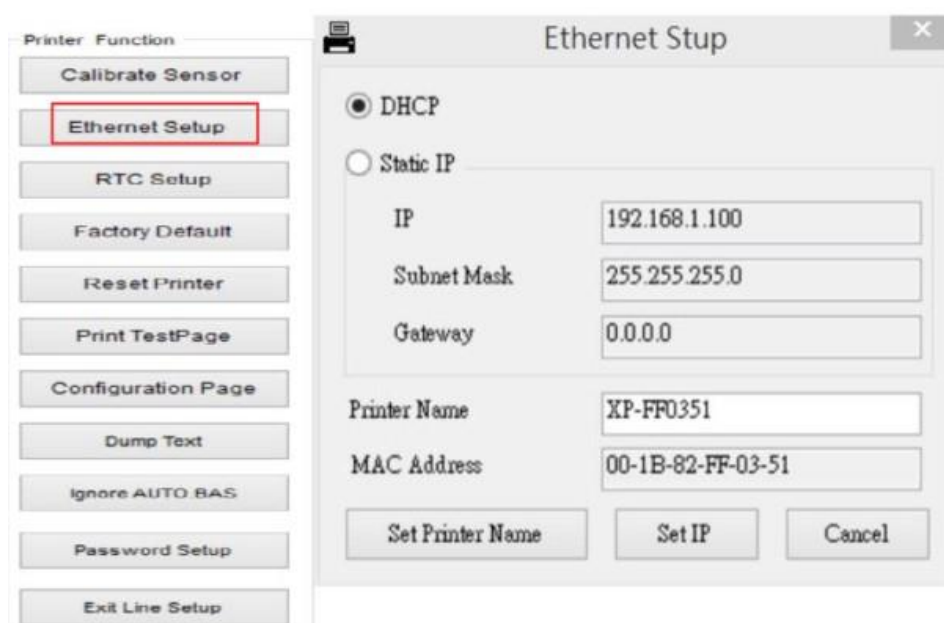 Printer Function
Calibrate Sensor
Ethernet Setup
RTC Setup
Factory Default
Reset Printer
Print TestPage
Configuration Page
Dump Text
Ignore AUTO.BAS
Password Setup
Exit Line Setup
Ethernet Stup
DHCP
Static IP
IP 192.168.1.100
Subnet Mask 255.255.255.0
Gateway 0.0.0.0
Printer Name XP-FF0351
MAC Address 00-1B-82-FF-03-51
Set Printer Name Set IP Cancel